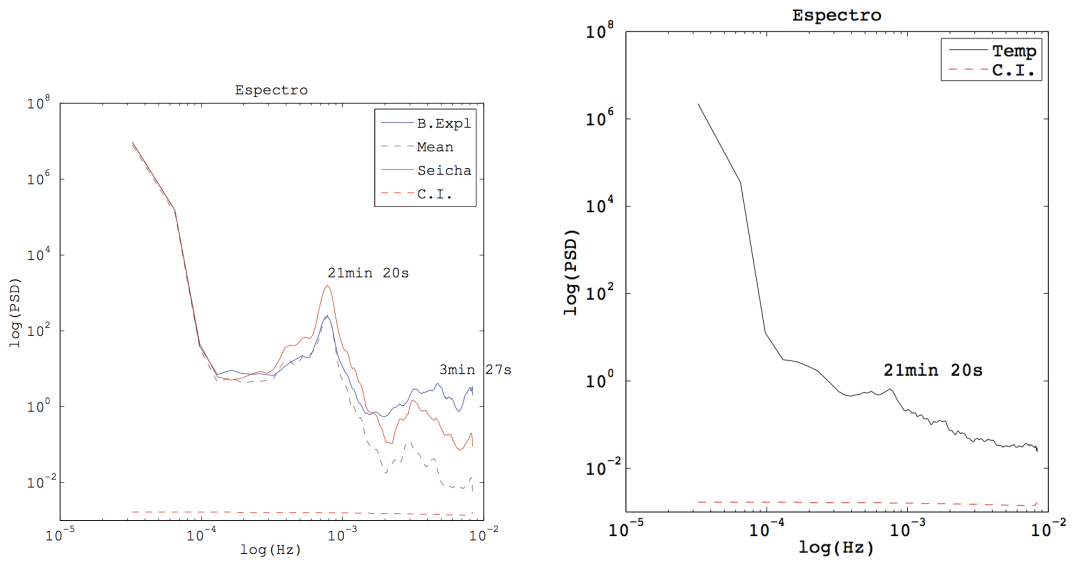 Espectro
10^8
10^6
10^4
10^2
10^0
10^-2
log(PSD)
B.Expl
Mean
Seicha
C.I.
21min 20s
3min 27s
10^-5
10^-4
10^-3
10^-2
log(Hz)
Espectro
10^8
10^6
10^4
10^2
10^0
10^-2
log(PSD)
Temp
C.I.
21min 20s
10^-5
10^-4
10^-3
10^-2
log(Hz)